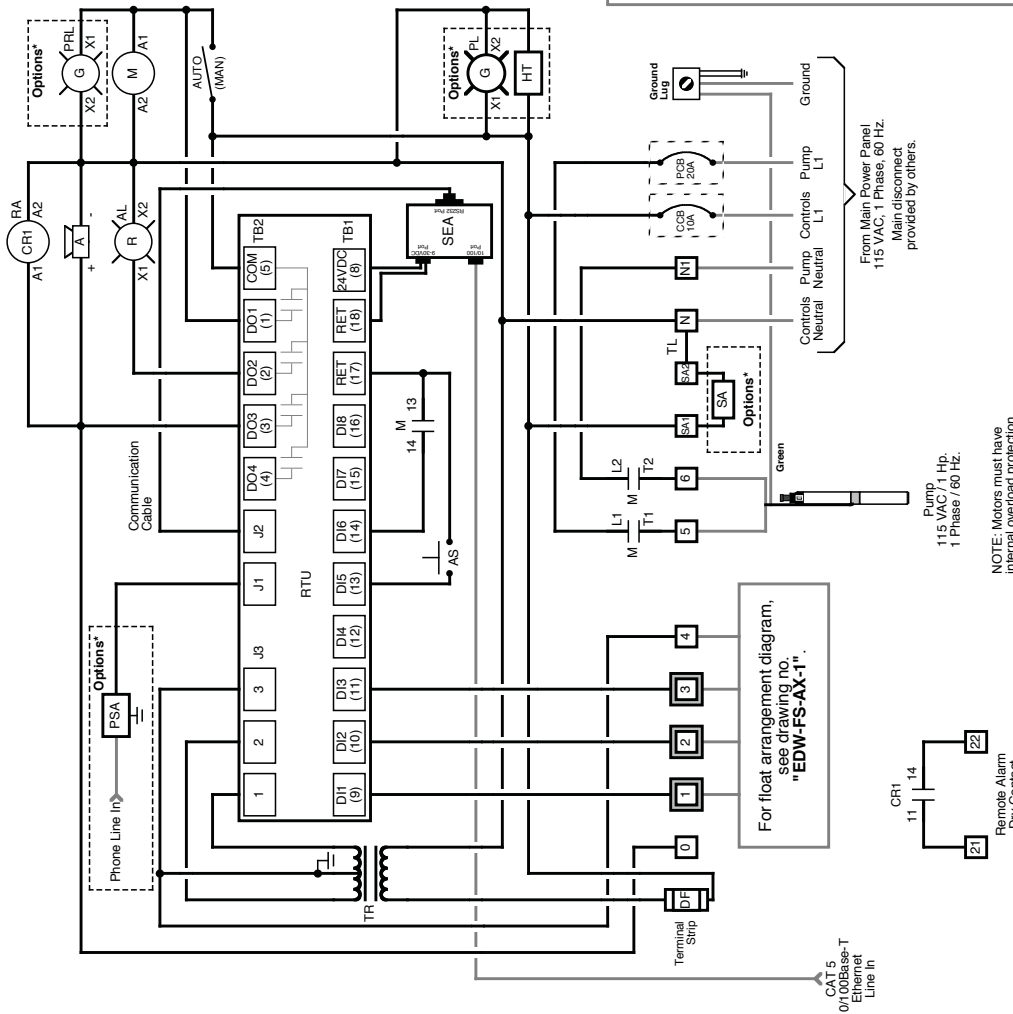 Options*
PRL
G
X1
X2
M
A1
A2
AUTO
(MAN)
RA
CR1
A1
A2
A
+
-
AL
R
X1
X2
Options*
PL
G
X1
X2
HT
Ground
Lug
PCB
20A
CCB
10A
Ground
Pump
L1
Controls
L1
Pump
Neutral
Controls
Neutral
From Main Power Panel
115 VAC, 1 Phase, 60 Hz.
Main disconnect
provided by others.
RS232 Port
SEA
9-30VDC
Port
10/100
Port
TB2
COM
(5)
DO1
(1)
DO2
(2)
DO3
(3)
DO4
(4)
J2
J1
J3
3
2
1
RTU
TB1
24VDC
(8)
RET
(18)
RET
(17)
DI8
(16)
DI7
(15)
DI6
(14)
DI5
(13)
DI4
(12)
DI3
(11)
DI2
(10)
DI1
(9)
Communication
Cable
Options*
PSA
Phone Line In
M
14
13
AS
N1
N
TL
SA2
SA1
SA
Options*
L2
M
T2
6
L1
M
T1
5
Green
Pump
115 VAC / 1 Hp.
1 Phase / 60 Hz.
NOTE: Motors must have
internal overload protection
4
3
2
1
0
For float arrangement diagram,
see drawing no.
"EDW-FS-AX-1".
TR
DF
Terminal
Strip
CAT 5
0/100Base-T
Ethernet
Line In
CR1
11
14
21
22
Remote Alarm
Dry Contact